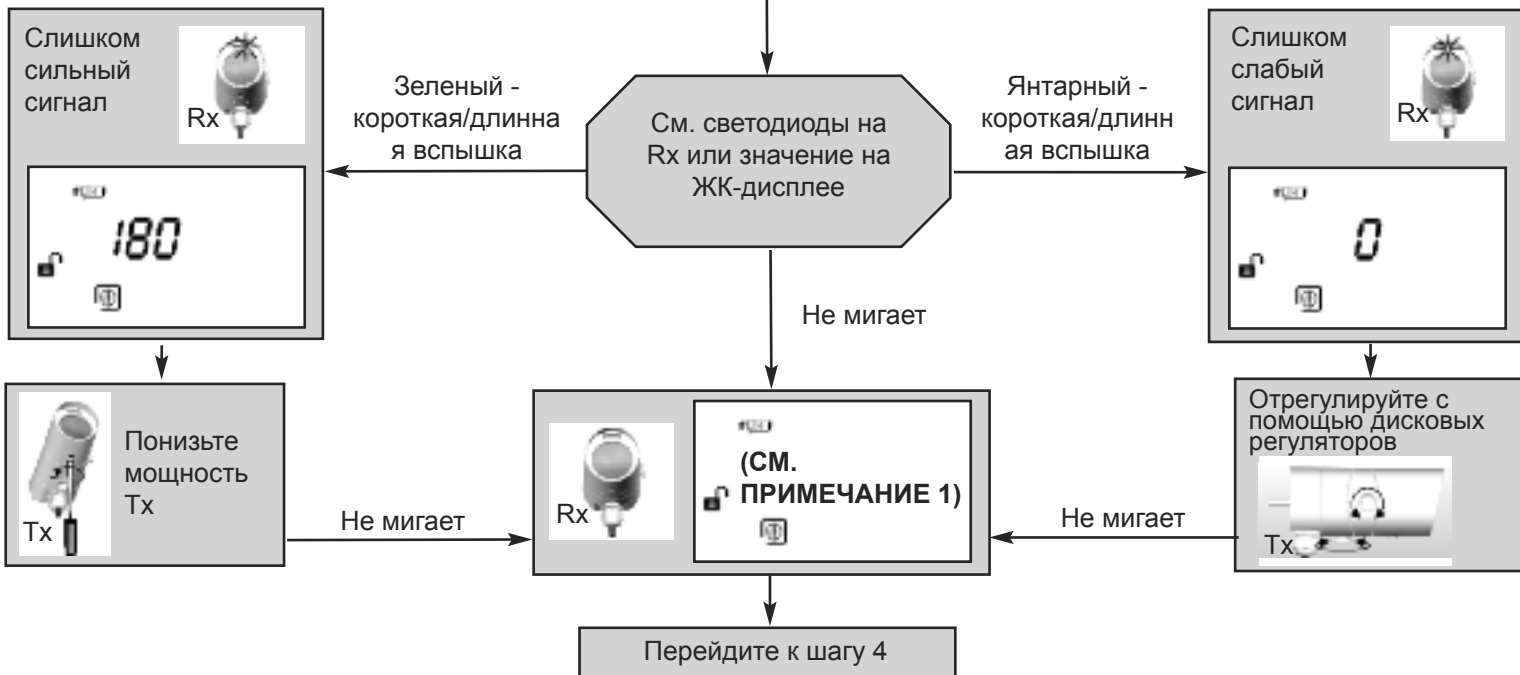 Слишком
сильный
сигнал
Rx
180
Зеленый -
короткая/длинна
я вспышка
См. светодиоды на
Rx или значение на
ЖК-дисплее
Янтарный -
короткая/длинн
ая вспышка
Слишком
слабый
сигнал
Rx
0
Не мигает
Понизьте
мощность
Tx
Tx
Не мигает
Rx
(СМ.
ПРИМЕЧАНИЕ 1)
Не мигает
Отрегулируйте с
помощью дисковых
регуляторов
Tx
Перейдите к шагу 4